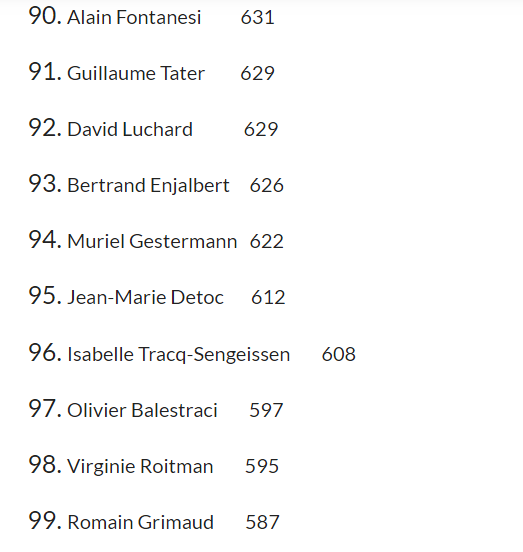 90. Alain Fontanesi 631
91. Guillaume Tater 629
92. David Luchard 629
93. Bertrand Enjalbert 626
94. Muriel Gestermann 622
95. Jean-Marie Detoc 612
96. Isabelle Tracq-Sengeissen 608
97. Olivier Balestraci 597
98. Virginie Roitman 595
99. Romain Grimaud 587